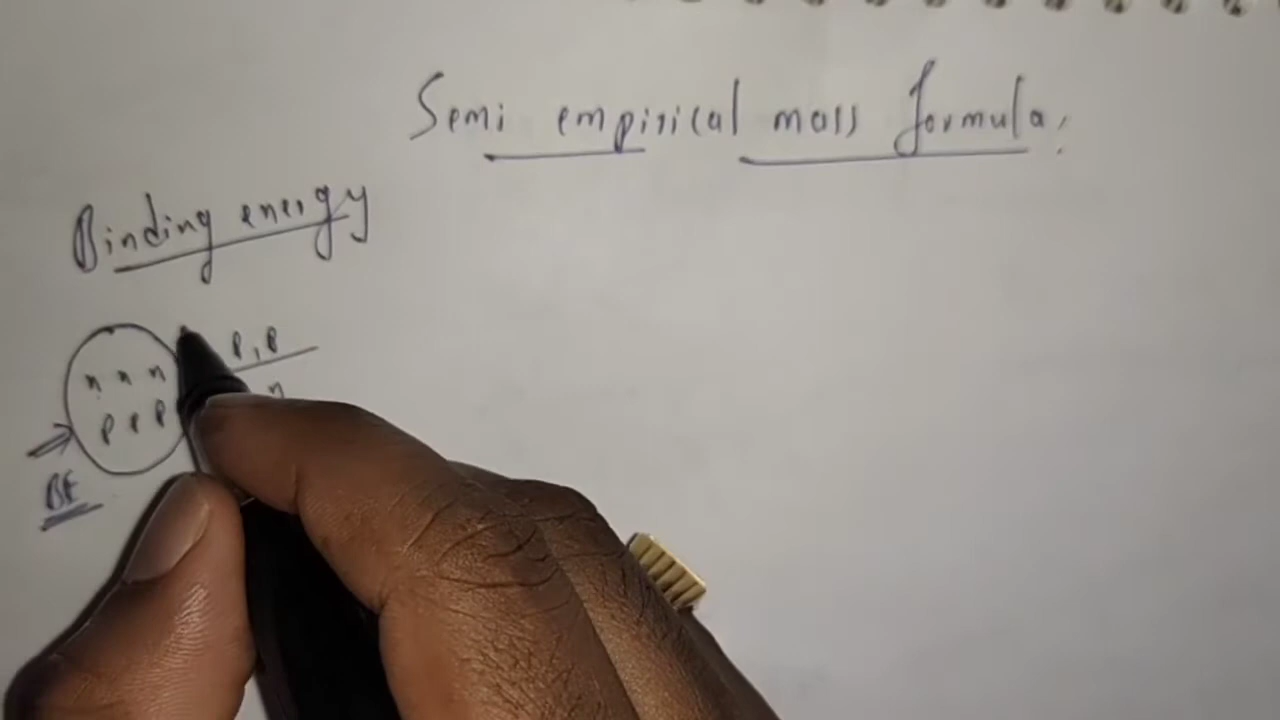 Semi empirical mass formula:
Binding energy
P, P
n n n n
P P P
BE